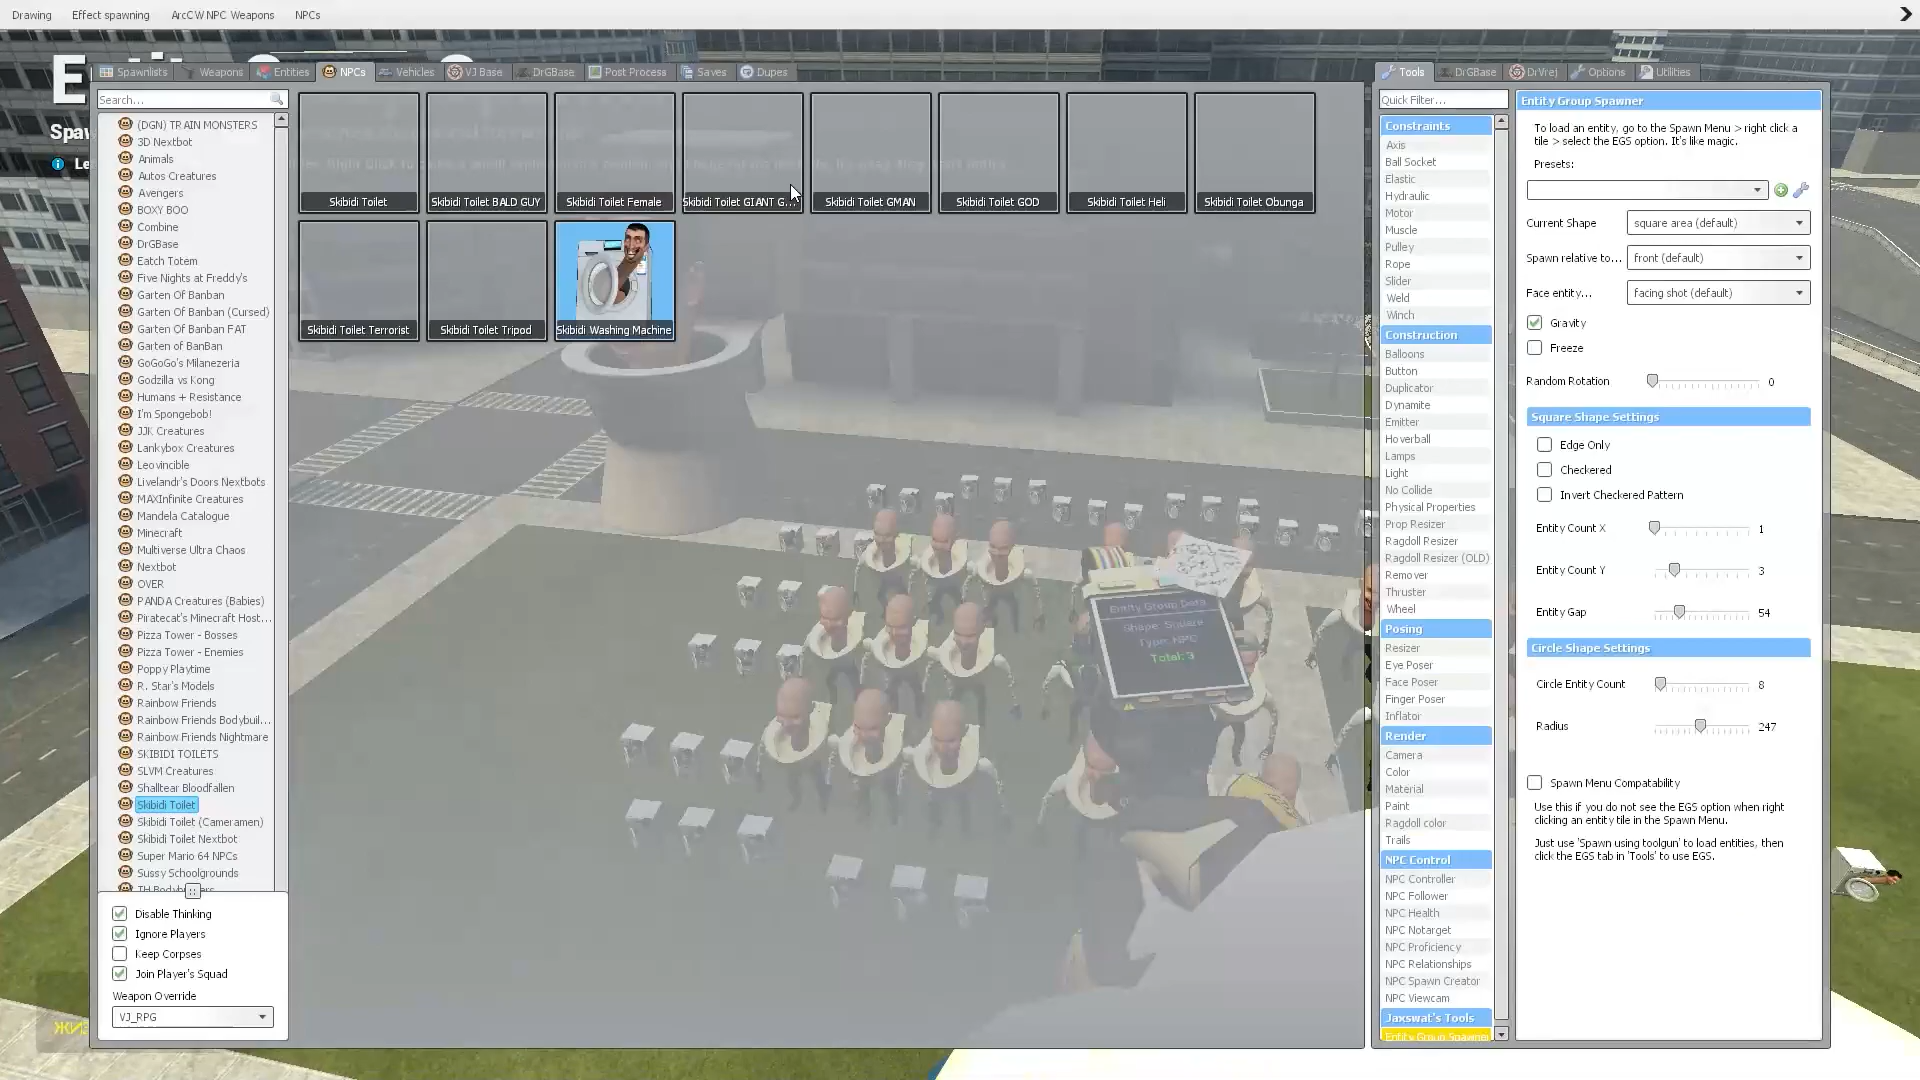 Drawing
Effect spawning
ArcCW NPC Weapons
NPCs
Spawnlists
Weapons
Entities
NPCs
Vehicles
VJ Base
DrGBase
Post Process
Saves
Dupes
Search...
(DGN) TRAIN MONSTERS
3D Nextbot
Animals
Autos Creatures
Avengers
BOXY BOO
Combine
DrGBase
Eatch Totem
Five Nights at Freddy's
Garten Of Banban
Garten Of Banban (Cursed)
Garten Of Banban FAT
Garten of BanBan
GoGoGo's Milanezeria
Godzilla vs Kong
Humans + Resistance
I'm Spongebob!
JJK Creatures
Lankybox Creatures
Leovincible
Livelandr's Doors Nextbots
MAXInfinite Creatures
Mandela Catalogue
Minecraft
Multiverse Ultra Chaos
Nextbot
OVER
PANDA Creatures (Babies)
Piratecat's Minecraft Host...
Pizza Tower - Bosses
Pizza Tower - Enemies
Poppy Playtime
R. Star's Models
Rainbow Friends
Rainbow Friends Bodybuil...
Rainbow Friends Nightmare
SKIBIDI TOILETS
SLVM Creatures
Shalltear Bloodfallen
Skibidi Toilet
Skibidi Toilet (Cameramen)
Skibidi Toilet Nextbot
Super Mario 64 NPCs
Sussy Schoolgrounds
Disable Thinking
Ignore Players
Keep Corpses
Join Player's Squad
Weapon Override
VJ_RPG
Skibidi Toilet
Skibidi Toilet BALD GUY
Skibidi Toilet Female
Skibidi Toilet GIANT G...
Skibidi Toilet GMAN
Skibidi Toilet GOD
Skibidi Toilet Heli
Skibidi Toilet Obunga
Skibidi Toilet Terrorist
Skibidi Toilet Tripod
Skibidi Washing Machine
Entity Group Data
Shape: Square
Type: NPC
Total: 3
Tools
DrGBase
DrVrej
Options
Utilities
Quick Filter...
Constraints
Axis
Ball Socket
Elastic
Hydraulic
Motor
Muscle
Pulley
Rope
Slider
Weld
Winch
Construction
Balloons
Button
Duplicator
Dynamite
Emitter
Hoverball
Lamps
Light
No Collide
Physical Properties
Prop Resizer
Ragdoll Resizer
Ragdoll Resizer (OLD)
Remover
Thruster
Wheel
Posing
Resizer
Eye Poser
Face Poser
Finger Poser
Inflator
Render
Camera
Color
Material
Paint
Ragdoll color
Trails
NPC Control
NPC Controller
NPC Follower
NPC Health
NPC Notarget
NPC Proficiency
NPC Relationships
NPC Spawn Creator
NPC Viewcam
Jaxswat's Tools
Entity Group Spawner
Entity Group Spawner
To load an entity, go to the Spawn Menu > right click a
tile > select the EGS option. It's like magic.
Presets:
Current Shape
square area (default)
Spawn relative to...
front (default)
Face entity...
facing shot (default)
Gravity
Freeze
Random Rotation
0
Square Shape Settings
Edge Only
Checkered
Invert Checkered Pattern
Entity Count X
1
Entity Count Y
3
Entity Gap
54
Circle Shape Settings
Circle Entity Count
8
Radius
247
Spawn Menu Compatability
Use this if you do not see the EGS option when right
clicking an entity tile in the Spawn Menu.
Just use 'Spawn using toolgun' to load entities, then
click the EGS tab in 'Tools' to use EGS.